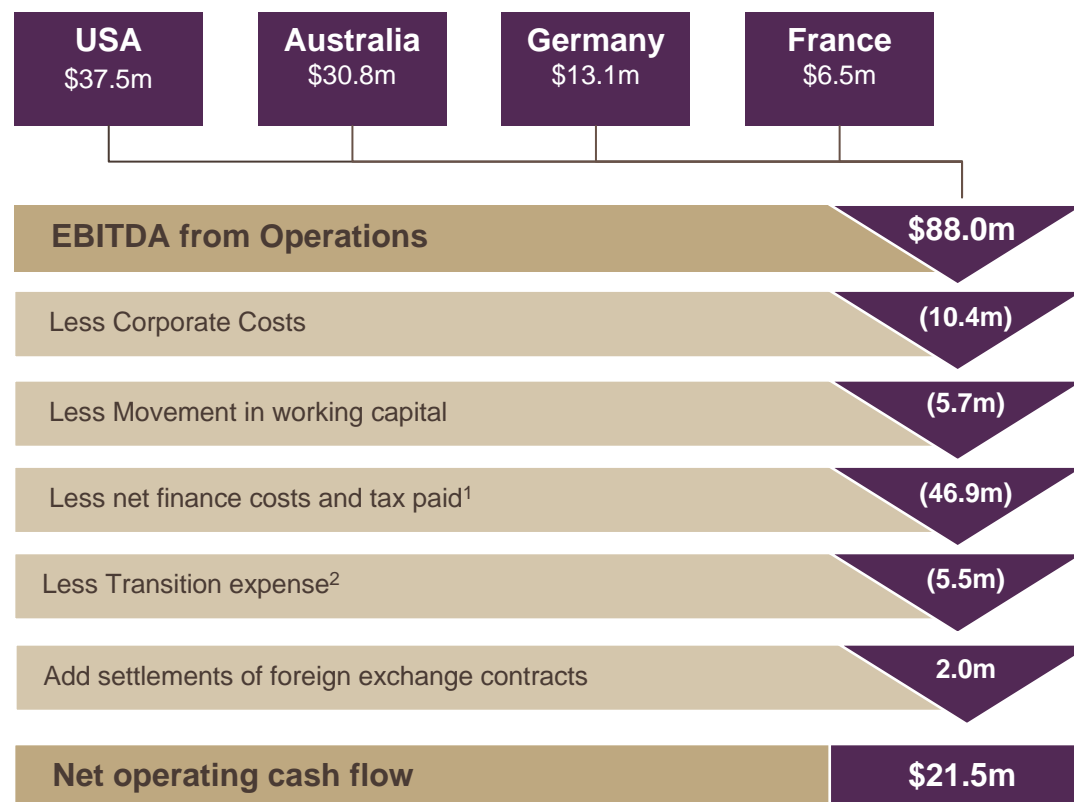 USA
$37.5m
Australia
$30.8m
Germany
$13.1m
France
$6.5m
EBITDA from Operations $88.0m
Less Corporate Costs (10.4m)
Less Movement in working capital (5.7m)
Less net finance costs and tax paid¹ (46.9m)
Less Transition expense² (5.5m)
Add settlements of foreign exchange contracts 2.0m
Net operating cash flow $21.5m